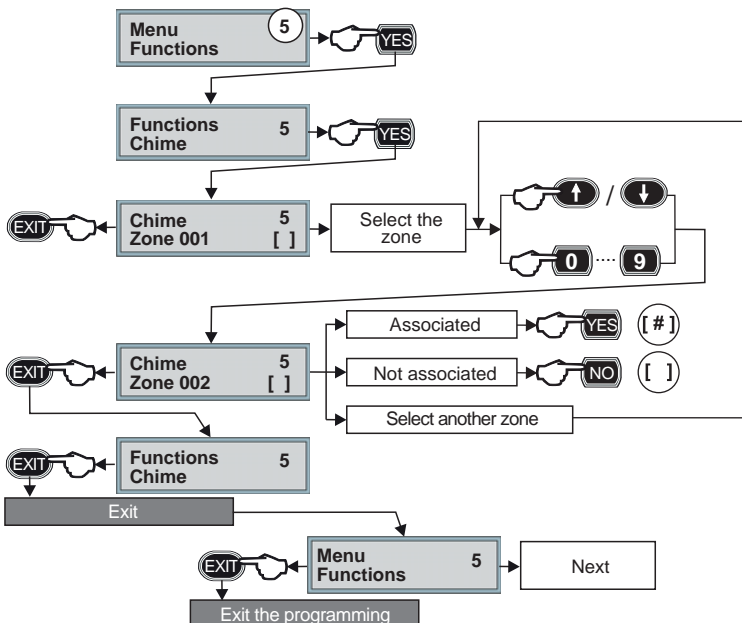 Menu 5
Functions
YES
Functions 5
Chime
YES
EXIT
Chime 5
Zone 001 [ ]
Select the
zone
↑ / ↓
0 ···· 9
EXIT
Chime 5
Zone 002 [ ]
Associated
YES
[ # ]
Not associated
NO
[ ]
Select another zone
EXIT
Functions 5
Chime
Exit
EXIT
Menu 5
Functions
Next
Exit the programming